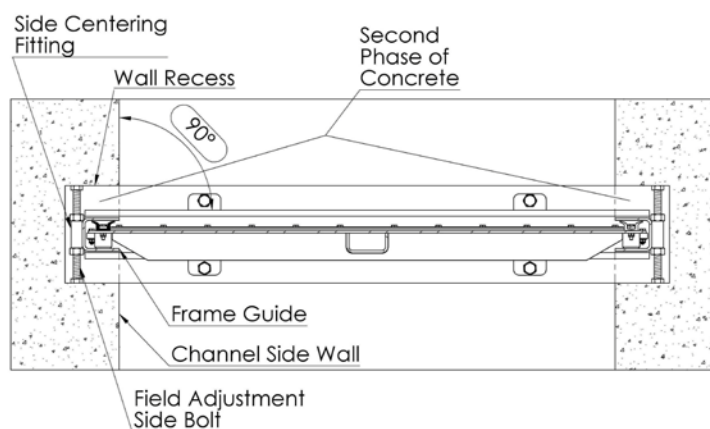 Side Centering
Fitting
Wall Recess
Second
Phase of
Concrete
90°
Frame Guide
Channel Side Wall
Field Adjustment
Side Bolt